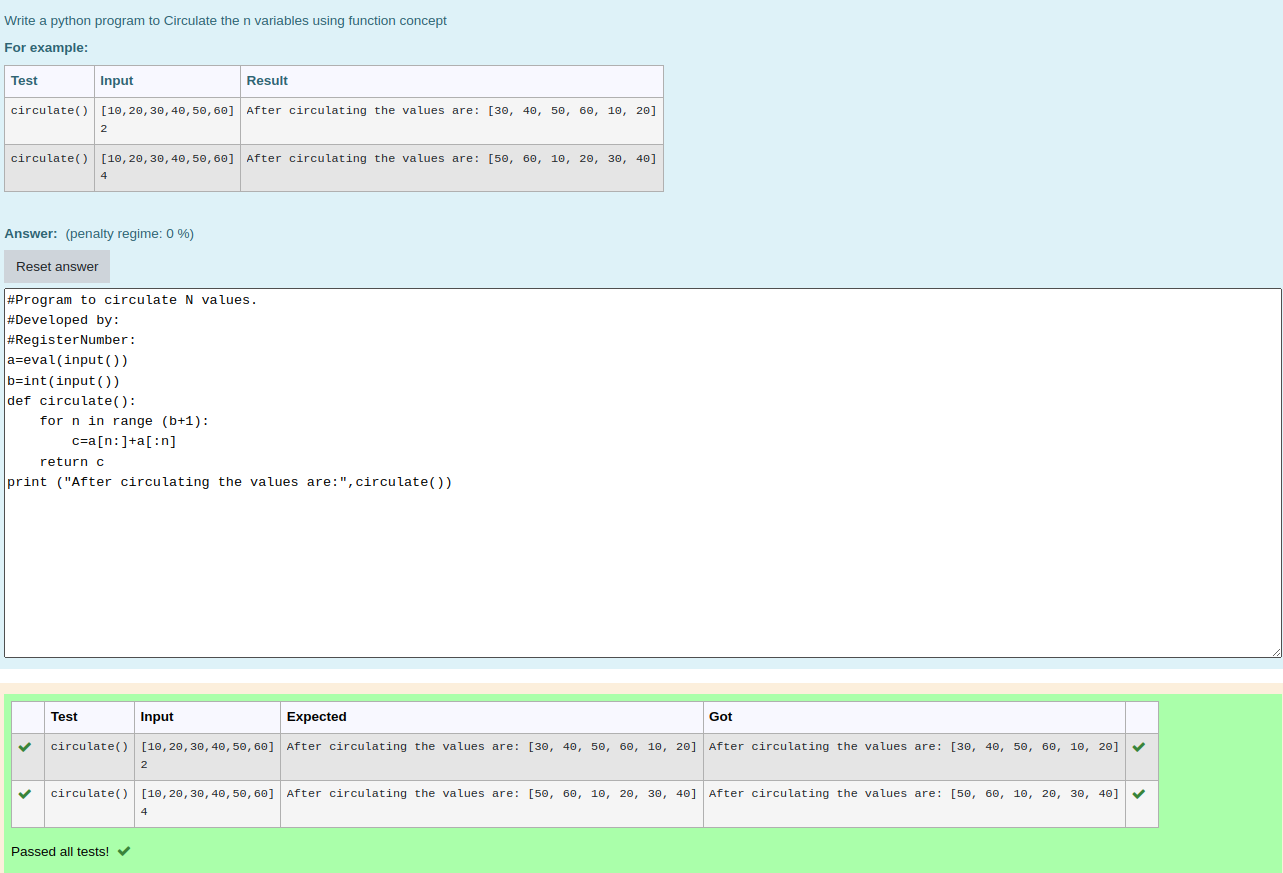 Write a python program to Circulate the n variables using function concept
For example:
Test Input Result
circulate() [10,20,30,40,50,60] After circulating the values are: [30, 40, 50, 60, 10, 20]
2
circulate() [10,20,30,40,50,60] After circulating the values are: [50, 60, 10, 20, 30, 40]
4
Answer: (penalty regime: 0 %)
Reset answer
#Program to circulate N values.
#Developed by:
#RegisterNumber:
a=eval(input())
b=int(input())
def circulate():
    for n in range (b+1):
        c=a[n:]+a[:n]
    return c
print ("After circulating the values are:",circulate())
Test Input Expected Got
circulate() [10,20,30,40,50,60] After circulating the values are: [30, 40, 50, 60, 10, 20] After circulating the values are: [30, 40, 50, 60, 10, 20]
2
circulate() [10,20,30,40,50,60] After circulating the values are: [50, 60, 10, 20, 30, 40] After circulating the values are: [50, 60, 10, 20, 30, 40]
4
Passed all tests!